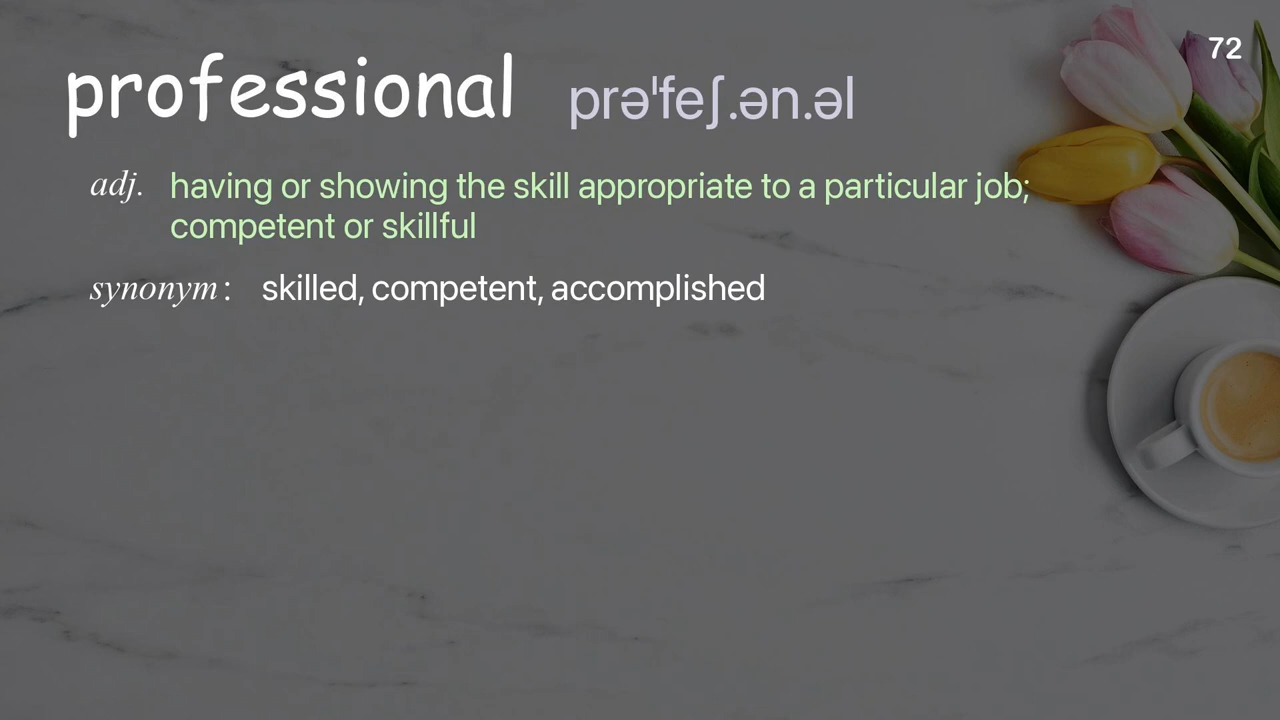 72
professional prəˈfeʃ.ən.əl
adj. having or showing the skill appropriate to a particular job;
competent or skillful
synonym : skilled, competent, accomplished